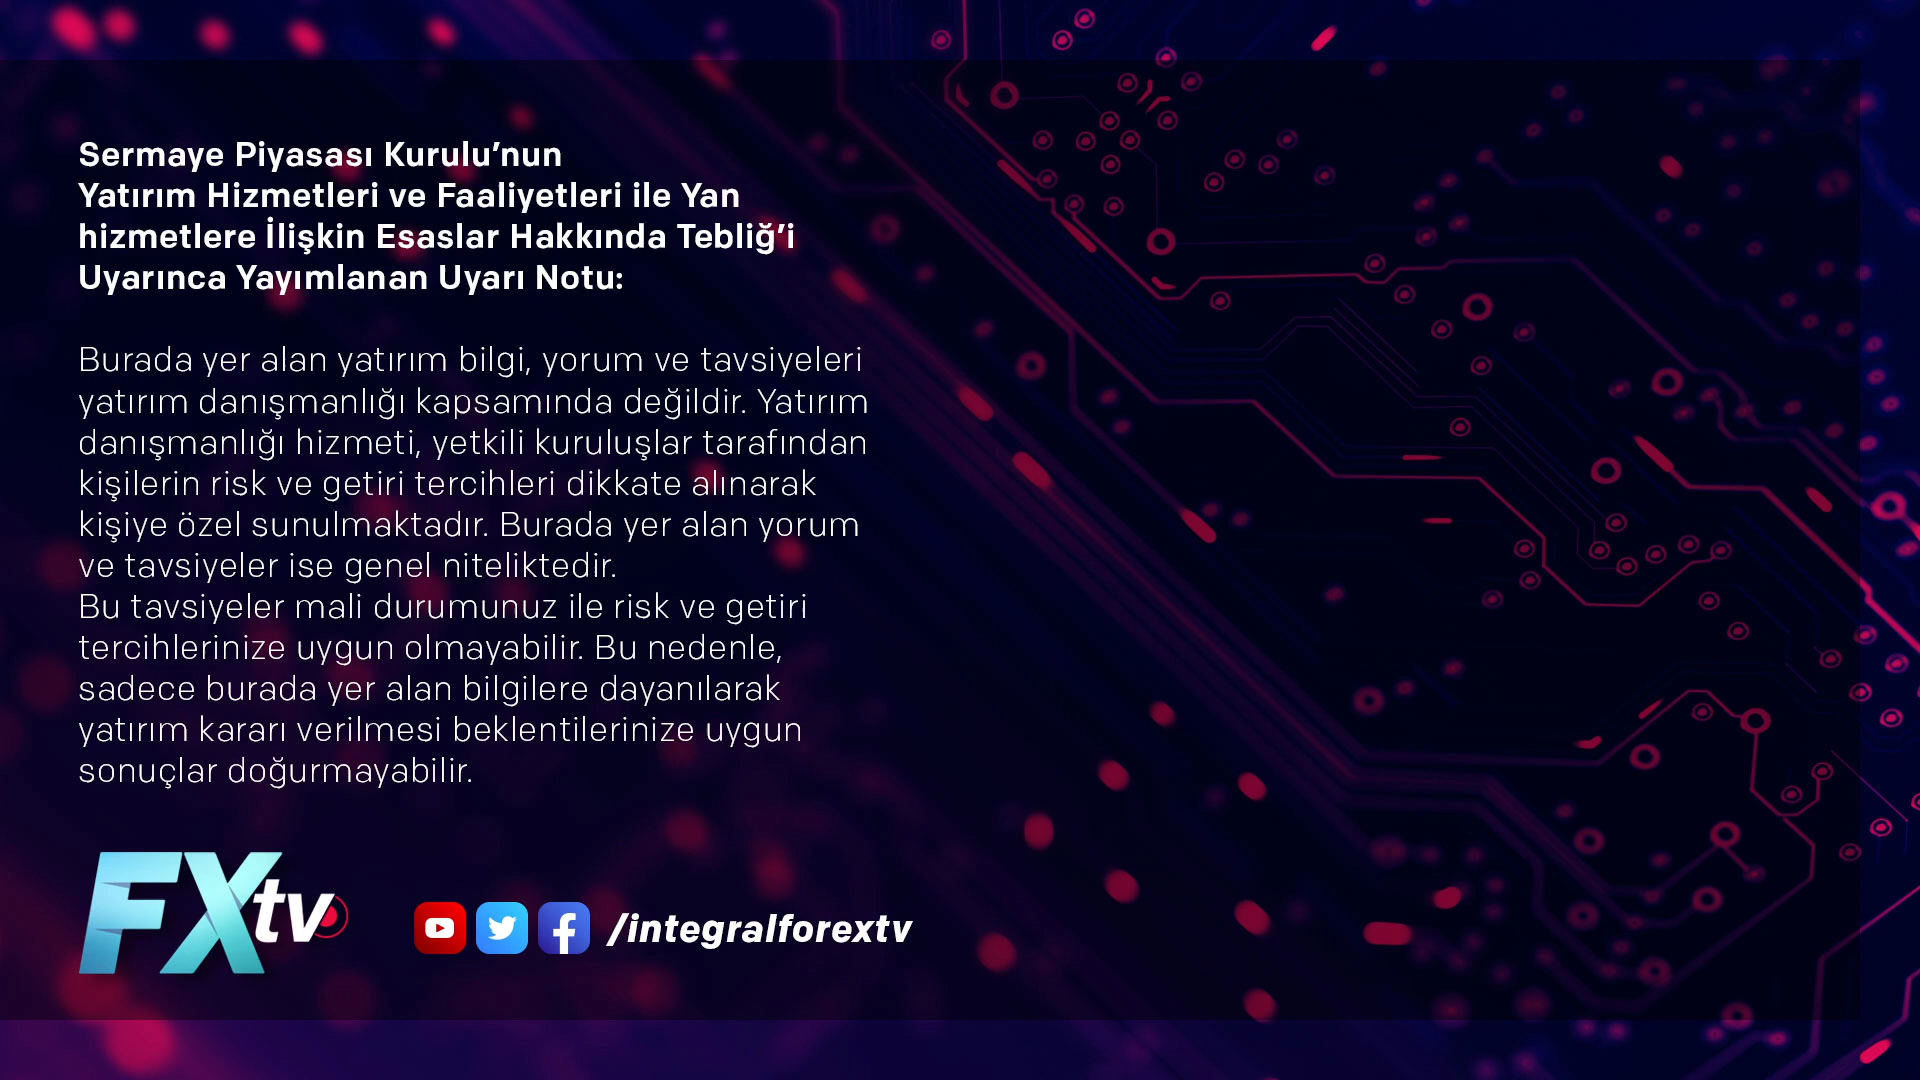 Sermaye Piyasası Kurulu’nun
Yatırım Hizmetleri ve Faaliyetleri ile Yan
hizmetlere İlişkin Esaslar Hakkında Tebliğ’i
Uyarınca Yayımlanan Uyarı Notu:
Burada yer alan yatırım bilgi, yorum ve tavsiyeleri
yatırım danışmanlığı kapsamında değildir. Yatırım
danışmanlığı hizmeti, yetkili kuruluşlar tarafından
kişilerin risk ve getiri tercihleri dikkate alınarak
kişiye özel sunulmaktadır. Burada yer alan yorum
ve tavsiyeler ise genel niteliktedir.
Bu tavsiyeler mali durumunuz ile risk ve getiri
tercihlerinize uygun olmayabilir. Bu nedenle,
sadece burada yer alan bilgilere dayanılarak
yatırım kararı verilmesi beklentilerinize uygun
sonuçlar doğurmayabilir.
FXtv
/integralforextv